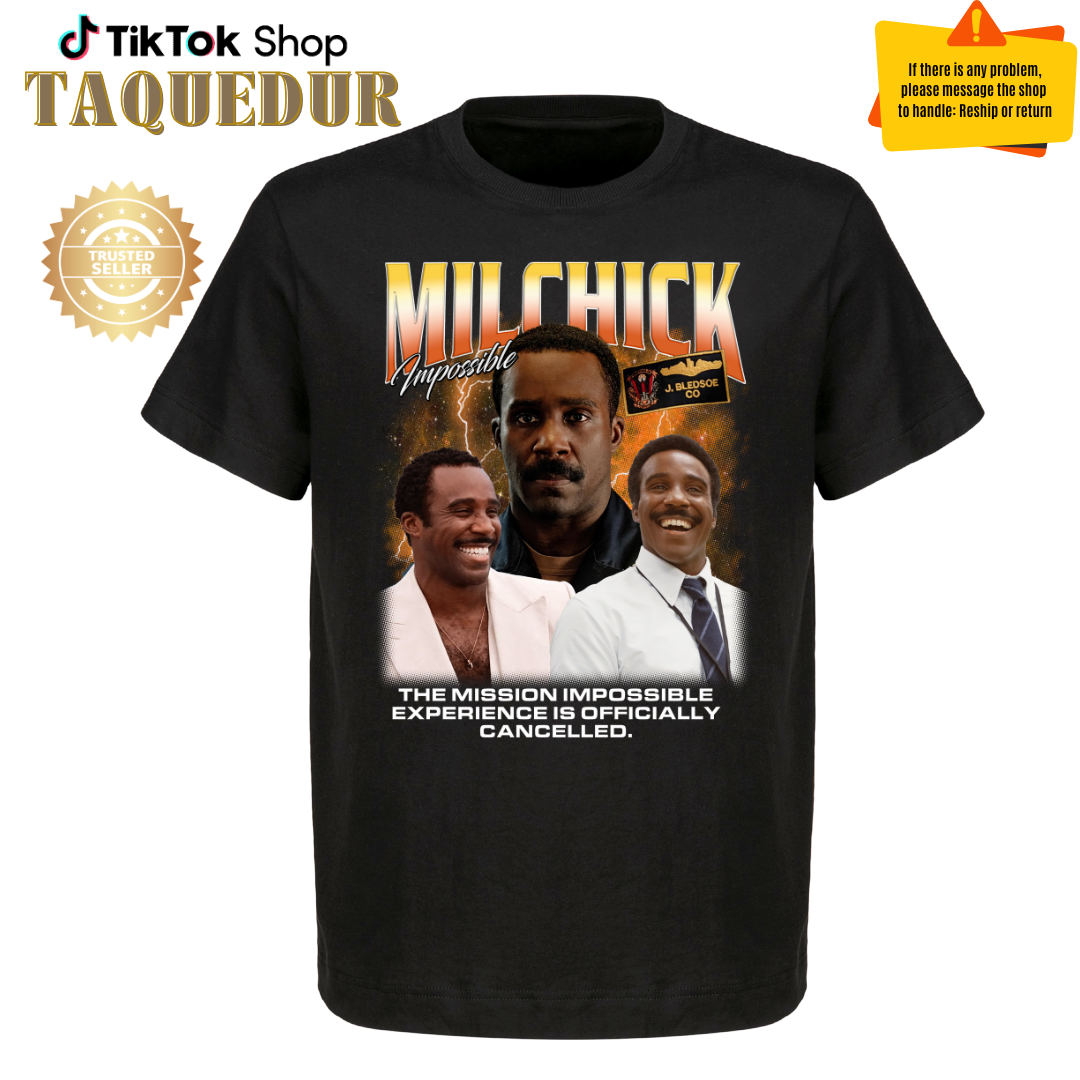 TikTok Shop
TAQUEDUR
If there is any problem,
please message the shop
to handle: Reship or return
TRUSTED
SELLER
MILCHICK
Impossible
J. BLEDSOE
CO
THE MISSION IMPOSSIBLE
EXPERIENCE IS OFFICIALLY
CANCELLED.